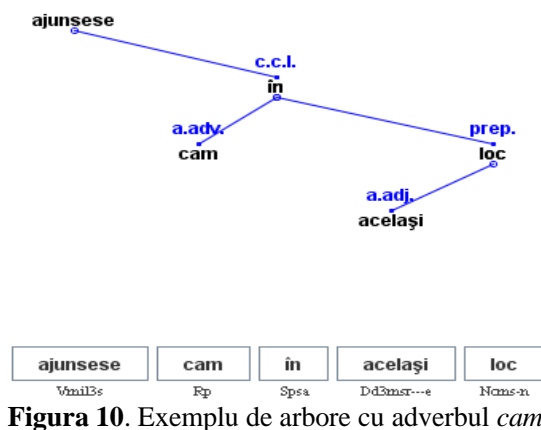 ajunsese
c.c.l.
în
a.adv. prep.
cam loc
a.adj.
acelaşi
ajunsese cam în acelaşi loc
Vmil3s Rp Spsa Dd3msr---e Ncms-n
Figura 10. Exemplu de arbore cu adverbul cam